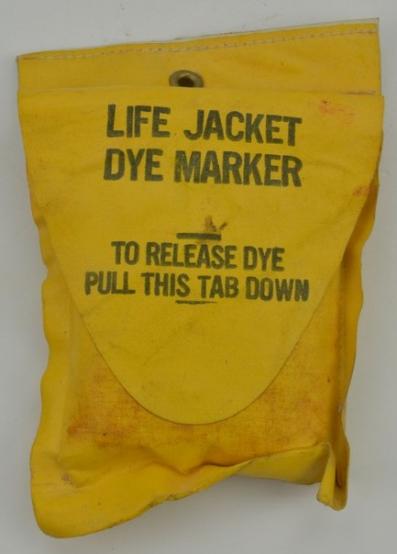 LIFE JACKET
DYE MARKER
TO RELEASE DYE
PULL THIS TAB DOWN